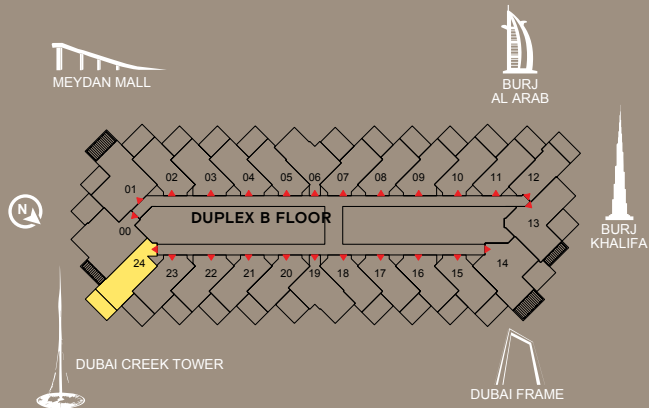 MEYDAN MALL
BURJ
AL ARAB
01
02
03
04
05
06
07
08
09
10
11
12
N
00
DUPLEX B FLOOR
13
BURJ
KHALIFA
24
23
22
21
20
19
18
17
16
15
14
DUBAI CREEK TOWER
DUBAI FRAME